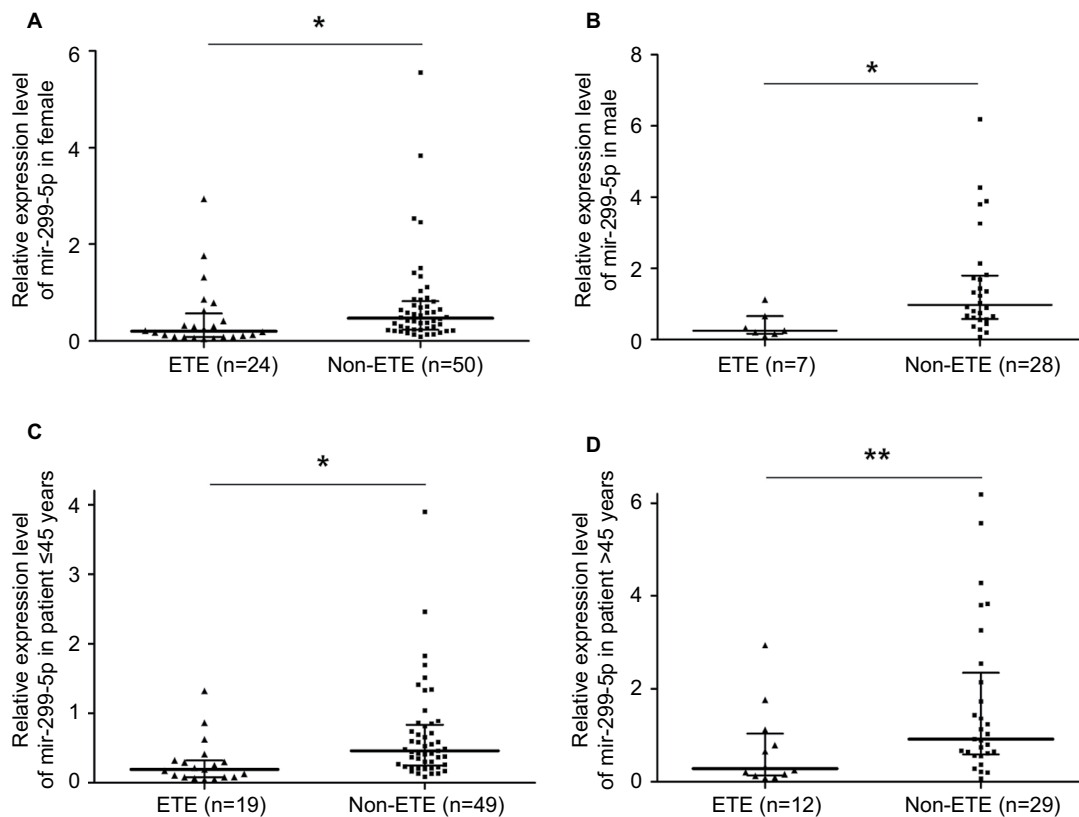 A
*
Relative expression level
of mir-299-5p in female
6
4
2
0
ETE (n=24)
Non-ETE (n=50)
B
*
Relative expression level
of mir-299-5p in male
8
6
4
2
0
ETE (n=7)
Non-ETE (n=28)
C
*
Relative expression level
of mir-299-5p in patient ≤45 years
4
3
2
1
0
ETE (n=19)
Non-ETE (n=49)
D
**
Relative expression level
of mir-299-5p in patient >45 years
6
4
2
0
ETE (n=12)
Non-ETE (n=29)